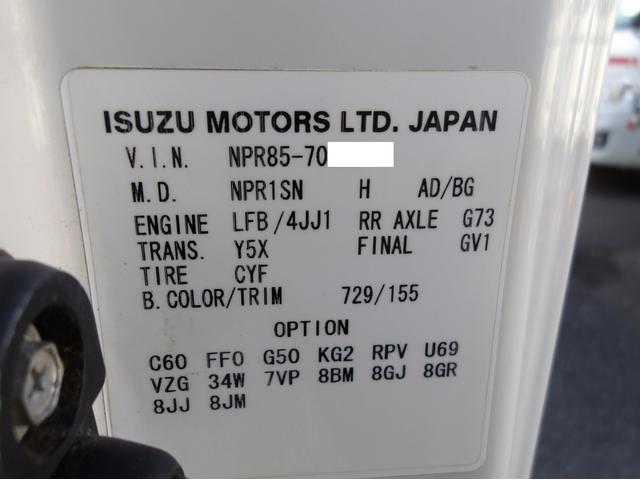 ISUZU MOTORS LTD. JAPAN
V.I.N. NPR85-70
M.D. NPR1SN H AD/BG
ENGINE LFB/4JJ1 RR AXLE G73
TRANS. Y5X FINAL GV1
TIRE CYF
B.COLOR/TRIM 729/155
OPTION
C60 FF0 G50 KG2 RPV U69
VZG 34W 7VP 8BM 8GJ 8GR
8JJ 8JM